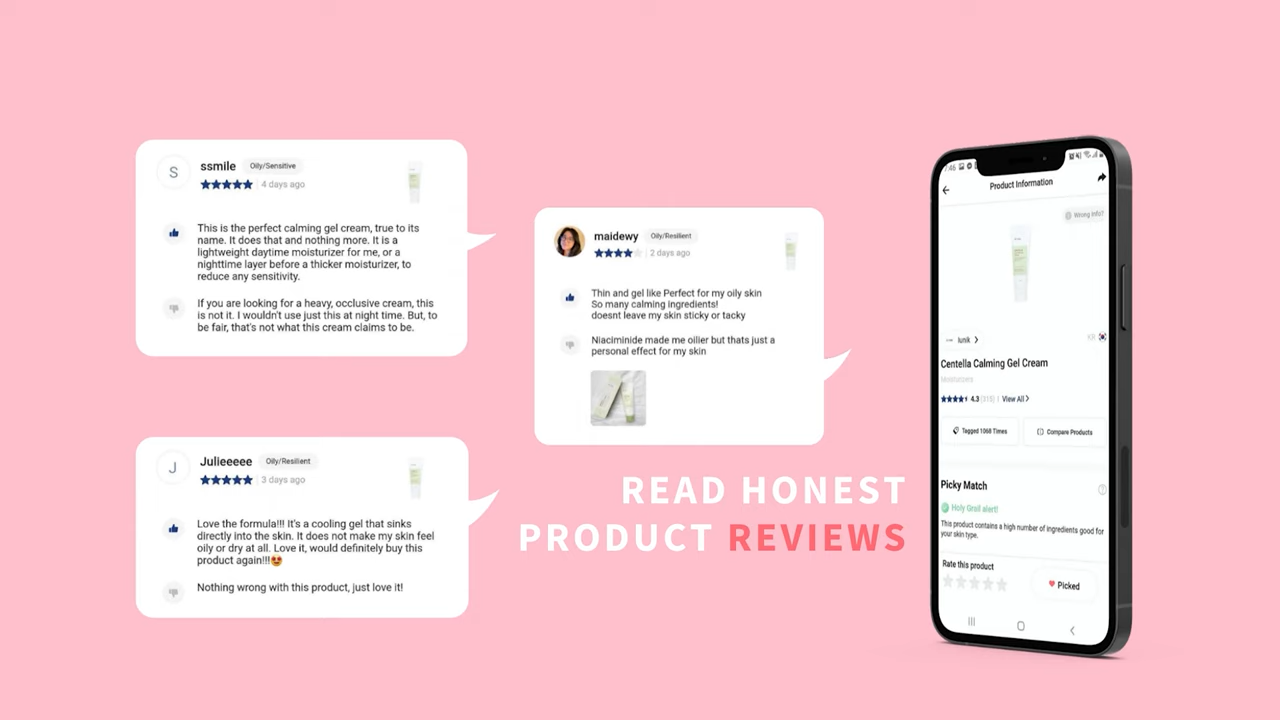 S
ssmile
Oily/Sensitive
4 days ago
This is the perfect calming gel cream, true to its
name. It does that and nothing more. It is a
lightweight daytime moisturizer for me, or a
nighttime layer before a thicker moisturizer, to
reduce any sensitivity.
If you are looking for a heavy, occlusive cream, this
is not it. I wouldn't use just this at night time. But, to
be fair, that's not what this cream claims to be.
maidewy
Oily/Resilient
2 days ago
Thin and gel like Perfect for my oily skin
So many calming ingredients!
doesnt leave my skin sticky or tacky
Niaciminide made me oilier but thats just a
personal effect for my skin
J
Julieeeee
Oily/Resilient
3 days ago
Love the formula!!! It's a cooling gel that sinks
directly into the skin. It does not make my skin feel
oily or dry at all. Love it, would definitely buy this
product again!!!😍
Nothing wrong with this product, just love it!
READ HONEST
PRODUCT REVIEWS
7:46
Product Information
Wrong Info?
iunik
KR
Centella Calming Gel Cream
Moisturizers
4.3 (315) | View All
Tagged 1068 Times
Compare Products
Picky Match
Holy Grail alert!
This product contains a high number of ingredients good for
your skin type.
Rate this product
Picked